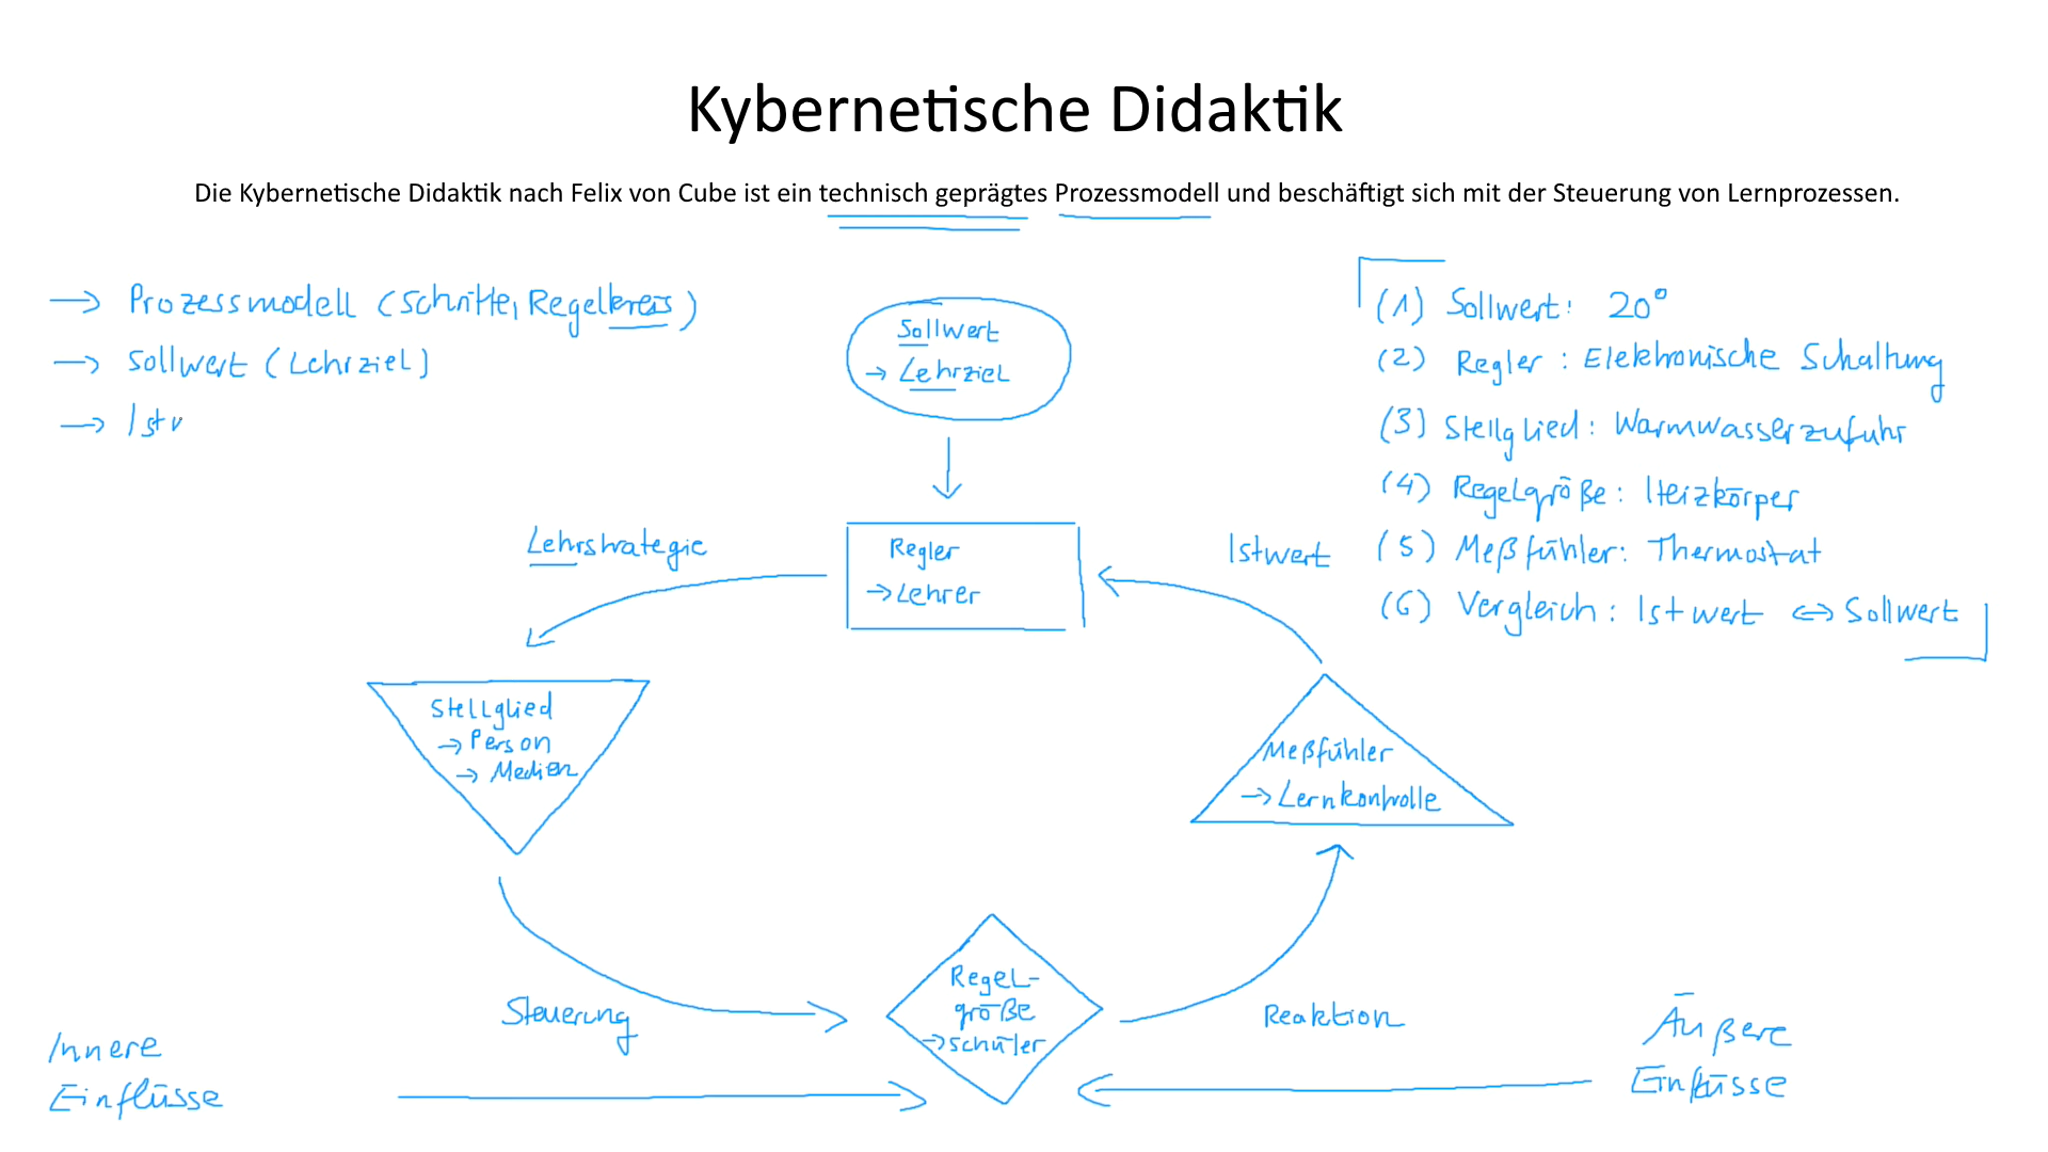 Kybernetische Didaktik
Die Kybernetische Didaktik nach Felix von Cube ist ein technisch geprägtes Prozessmodell und beschäftigt sich mit der Steuerung von Lernprozessen.
→ Prozessmodell (Schritte, Regelkreis)
→ Sollwert (Lehrziel)
→ Istv
Sollwert
→ Lehrziel
(1) Sollwert: 20°
(2) Regler: Elektronische Schaltung
(3) Stellglied: Warmwasserzufuhr
(4) Regelgröße: Heizkörper
(5) Meßfühler: Thermostat
(6) Vergleich: Istwert ↔ Sollwert
Lehrstrategie
Regler
→ Lehrer
Istwert
Stellglied
→ Person
→ Medien
Meßfühler
→ Lernkontrolle
Steuerung
Regel-
größe
→ Schüler
Reaktion
Innere
Einflüsse
Äußere
Einflüsse